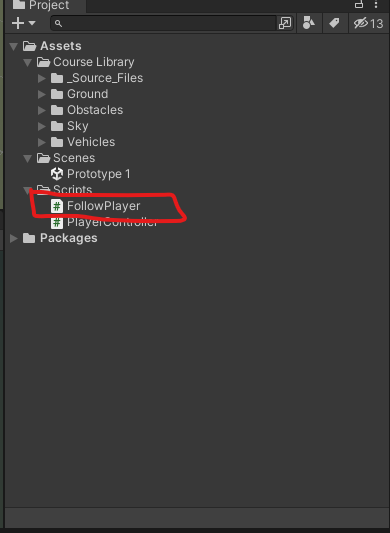 Project
13
Assets
Course Library
_Source_Files
Ground
Obstacles
Sky
Vehicles
Scenes
Prototype 1
Scripts
# FollowPlayer
# PlayerController
Packages